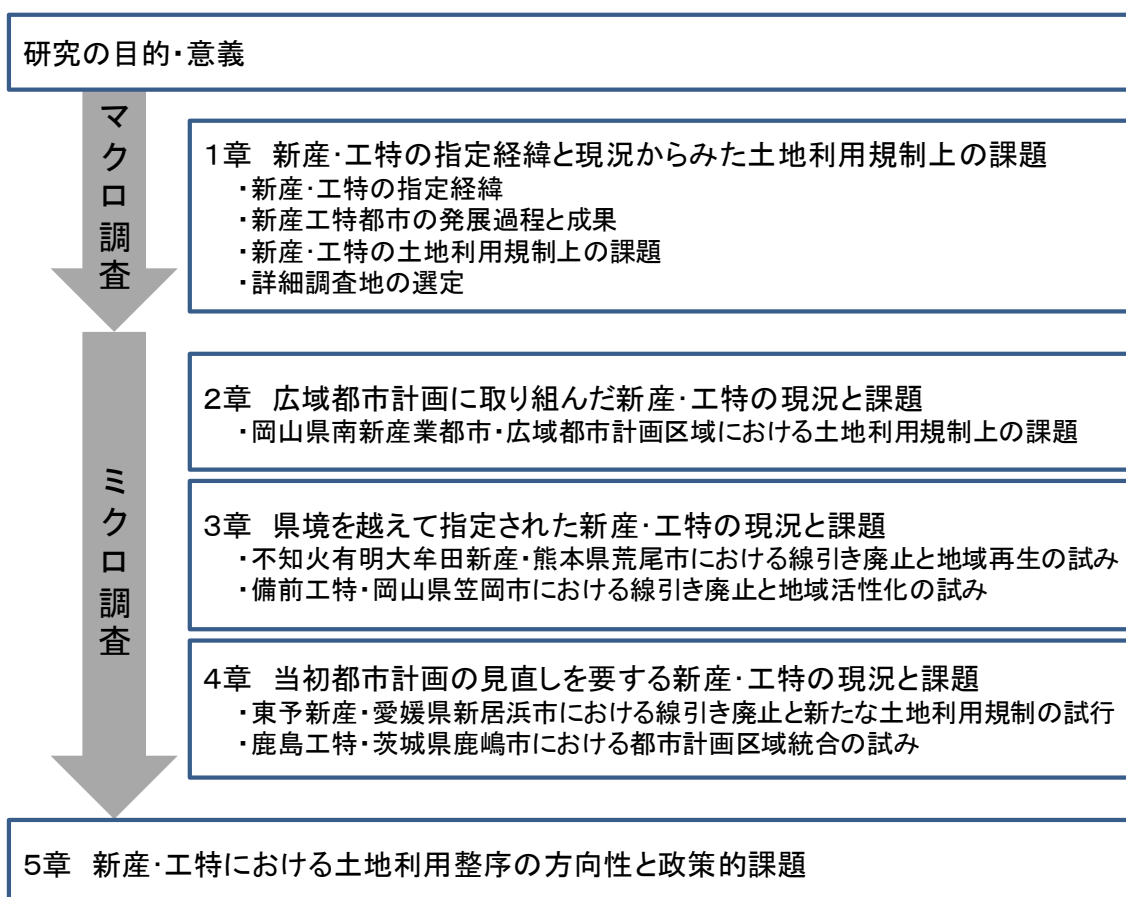 研究の目的・意義
マクロ調査
1章 新産・工特の指定経緯と現況からみた土地利用規制上の課題
・新産・工特の指定経緯
・新産工特都市の発展過程と成果
・新産・工特の土地利用規制上の課題
・詳細調査地の選定
ミクロ調査
2章 広域都市計画に取り組んだ新産・工特の現況と課題
・岡山県南新産業都市・広域都市計画区域における土地利用規制上の課題
3章 県境を越えて指定された新産・工特の現況と課題
・不知火有明大牟田新産・熊本県荒尾市における線引き廃止と地域再生の試み
・備前工特・岡山県笠岡市における線引き廃止と地域活性化の試み
4章 当初都市計画の見直しを要する新産・工特の現況と課題
・東予新産・愛媛県新居浜市における線引き廃止と新たな土地利用規制の試行
・鹿島工特・茨城県鹿嶋市における都市計画区域統合の試み
5章 新産・工特における土地利用整序の方向性と政策的課題